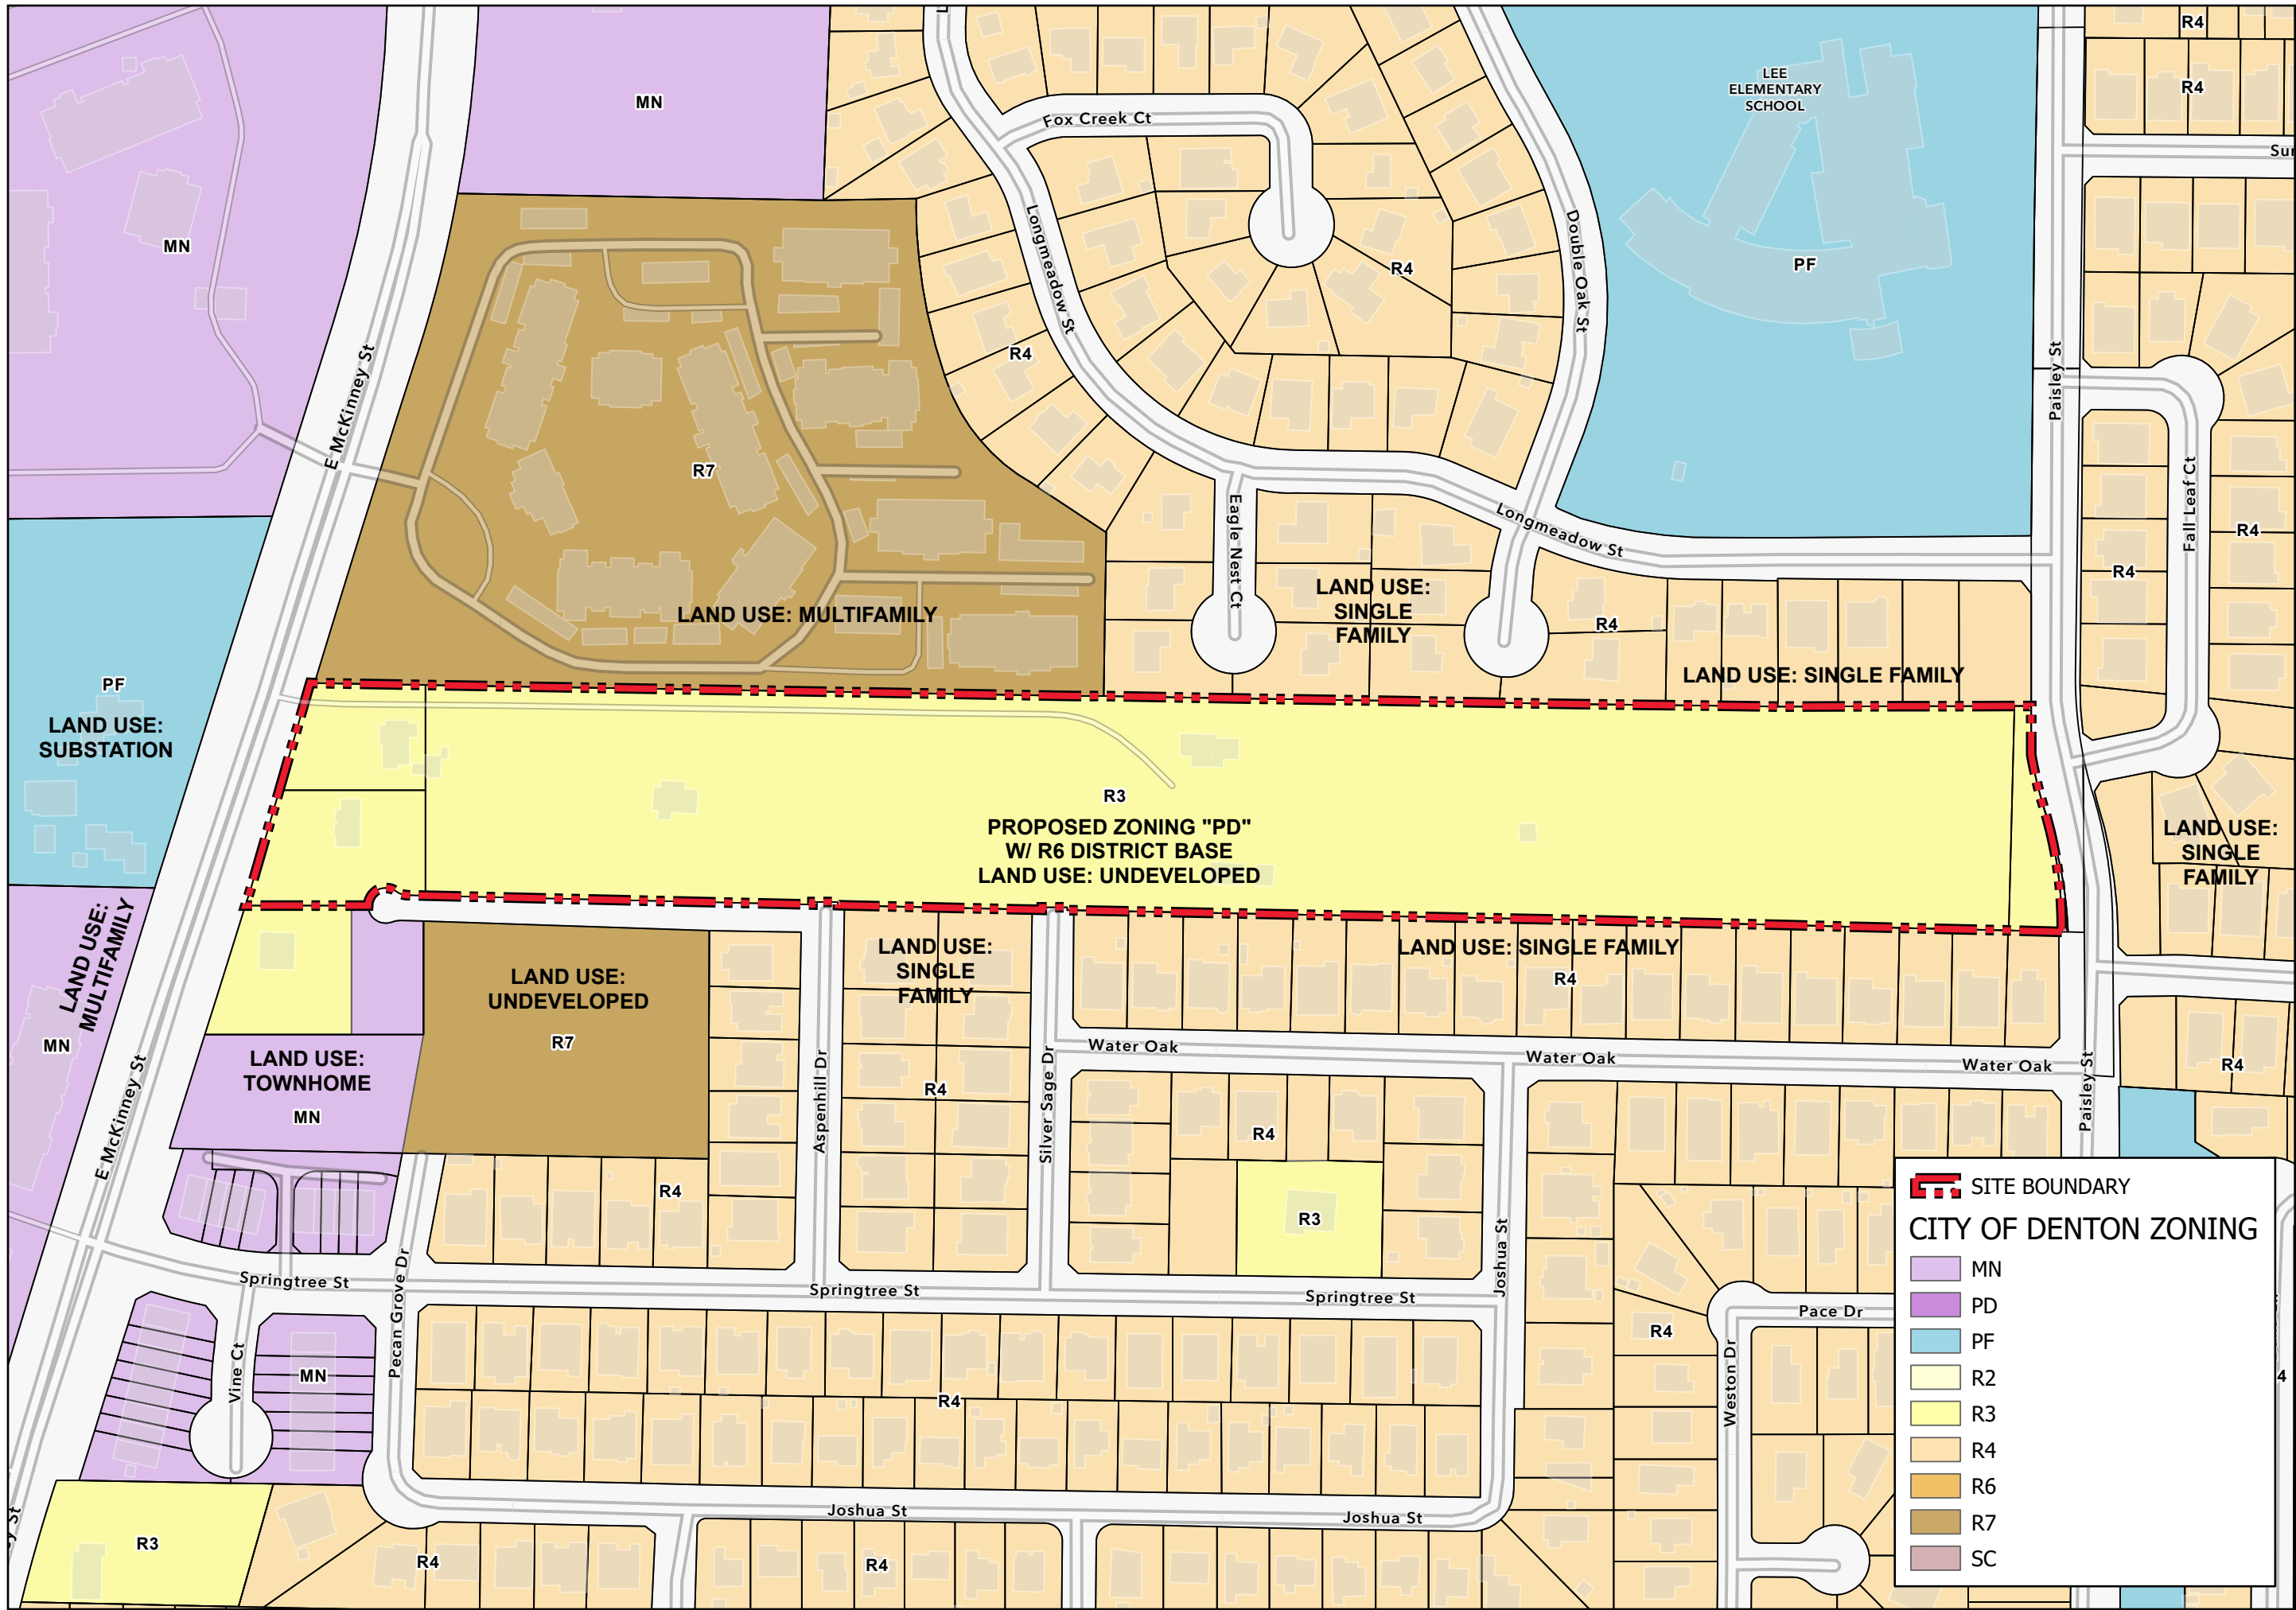 R4
LEE
ELEMENTARY
SCHOOL
R4
MN
Fox Creek Ct
MN
Longmeadow St
Double Oak St
R4
PF
R4
E McKinney St
Paisley St
R7
Eagle Nest Ct
Longmeadow St
Fall Leaf Ct
R4
R4
LAND USE: MULTIFAMILY
LAND USE:
SINGLE
FAMILY
R4
LAND USE: SINGLE FAMILY
PF
LAND USE:
SUBSTATION
R3
PROPOSED ZONING "PD"
W/ R6 DISTRICT BASE
LAND USE: UNDEVELOPED
LAND USE:
SINGLE
FAMILY
LAND USE:
MULTIFAMILY
MN
LAND USE:
UNDEVELOPED
R7
LAND USE:
SINGLE
FAMILY
LAND USE: SINGLE FAMILY
R4
LAND USE:
TOWNHOME
MN
E McKinney St
Aspenhill Dr
R4
Silver Sage Dr
Water Oak
Water Oak
Water Oak
Paisley St
R4
R4
R4
R3
Joshua St
Springtree St
Pecan Grove Dr
Springtree St
Springtree St
Vine Ct
MN
R4
R4
Pace Dr
Weston Dr
Joshua St
Joshua St
R3
R4
R4
SITE BOUNDARY
CITY OF DENTON ZONING
MN
PD
PF
R2
R3
R4
R6
R7
SC